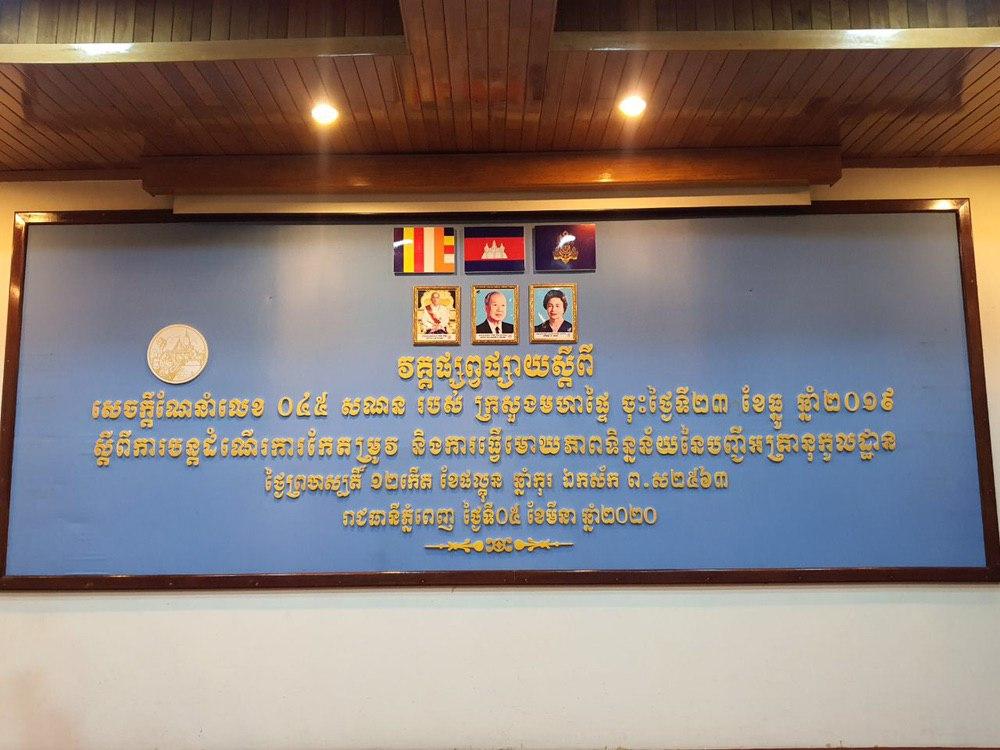 វគ្គផ្សព្វផ្សាយស្តីពី
សេចក្តីណែនាំលេខ ០៤៥ សណន របស់ ក្រសួងមហាផ្ទៃ ចុះថ្ងៃទី២៣ ខែធ្នូ ឆ្នាំ២០១៩
ស្តីពីការបន្តដំណើរការកែតម្រូវ និងការធ្វើមោឃភាពទិន្នន័យនៃបញ្ជីអត្រានុកូលដ្ឋាន
ថ្ងៃព្រហស្បតិ៍ ១២កើត ខែផល្គុន ឆ្នាំកុរ ឯកស័ក ព.ស២៥៦៣
រាជធានីភ្នំពេញ ថ្ងៃទី០៥ ខែមីនា ឆ្នាំ២០២០